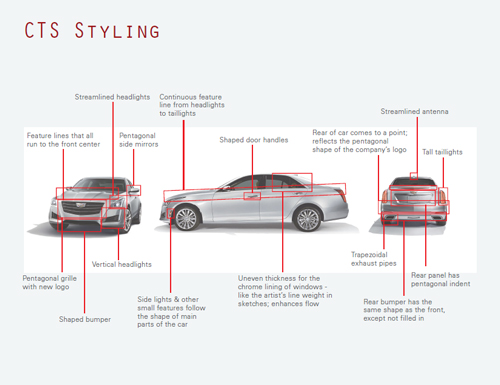 CTS Styling
Streamlined headlights
Continuous feature
line from headlights
to taillights
Streamlined antenna
Feature lines that all
run to the front center
Pentagonal
side mirrors
Shaped door handles
Rear of car comes to a point;
reflects the pentagonal
shape of the company's logo
Tall taillights
Vertical headlights
Trapezoidal
exhaust pipes
Pentagonal grille
with new logo
Shaped bumper
Side lights & other
small features follow
the shape of main
parts of the car
Uneven thickness for the
chrome lining of windows -
like the artist's line weight in
sketches; enhances flow
Rear panel has
pentagonal indent
Rear bumper has the
same shape as the front,
except not filled in